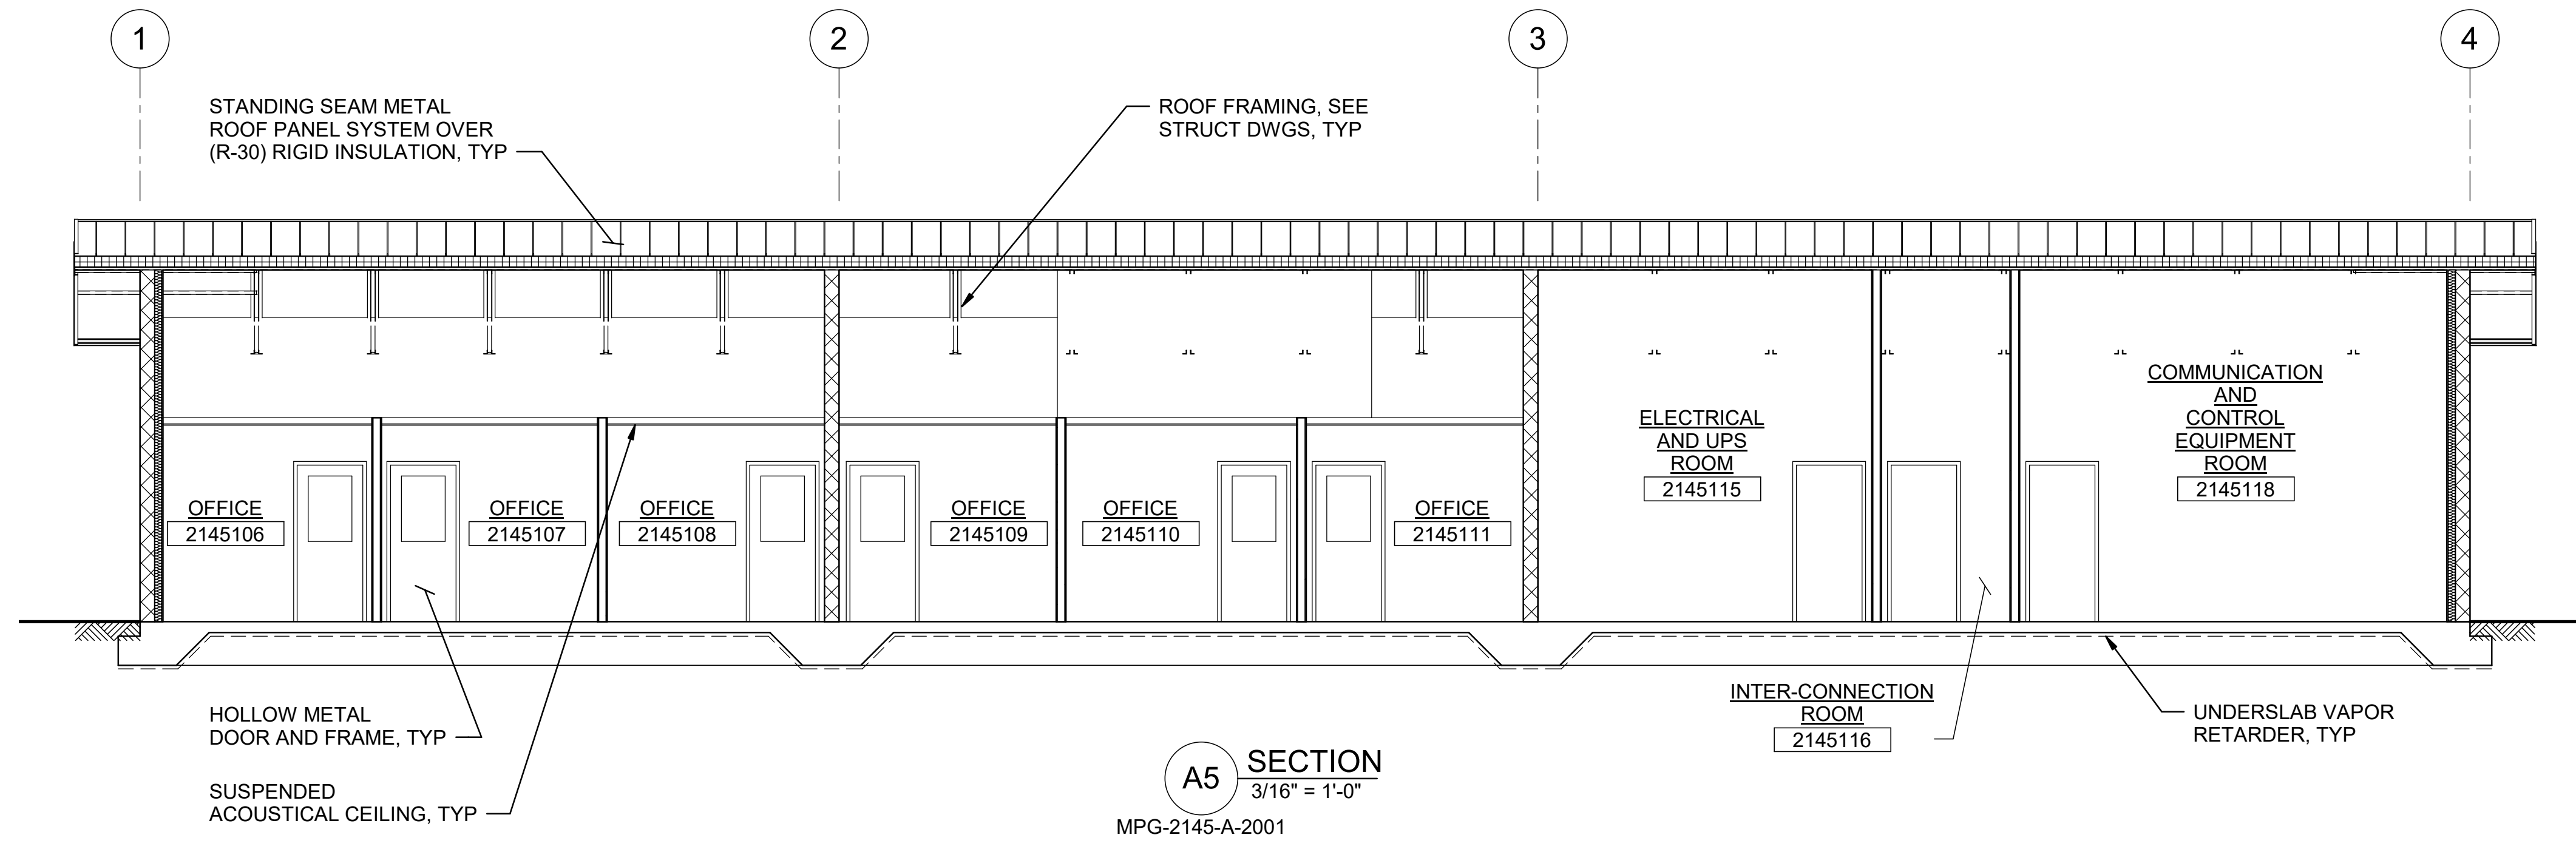 1
2
3
4
STANDING SEAM METAL
ROOF PANEL SYSTEM OVER
(R-30) RIGID INSULATION, TYP
ROOF FRAMING, SEE
STRUCT DWGS, TYP
OFFICE
2145106
OFFICE
2145107
OFFICE
2145108
OFFICE
2145109
OFFICE
2145110
OFFICE
2145111
ELECTRICAL
AND UPS
ROOM
2145115
COMMUNICATION
AND
CONTROL
EQUIPMENT
ROOM
2145118
HOLLOW METAL
DOOR AND FRAME, TYP
SUSPENDED
ACOUSTICAL CEILING, TYP
INTER-CONNECTION
ROOM
2145116
UNDERSLAB VAPOR
RETARDER, TYP
A5
SECTION
3/16" = 1'-0"
MPG-2145-A-2001